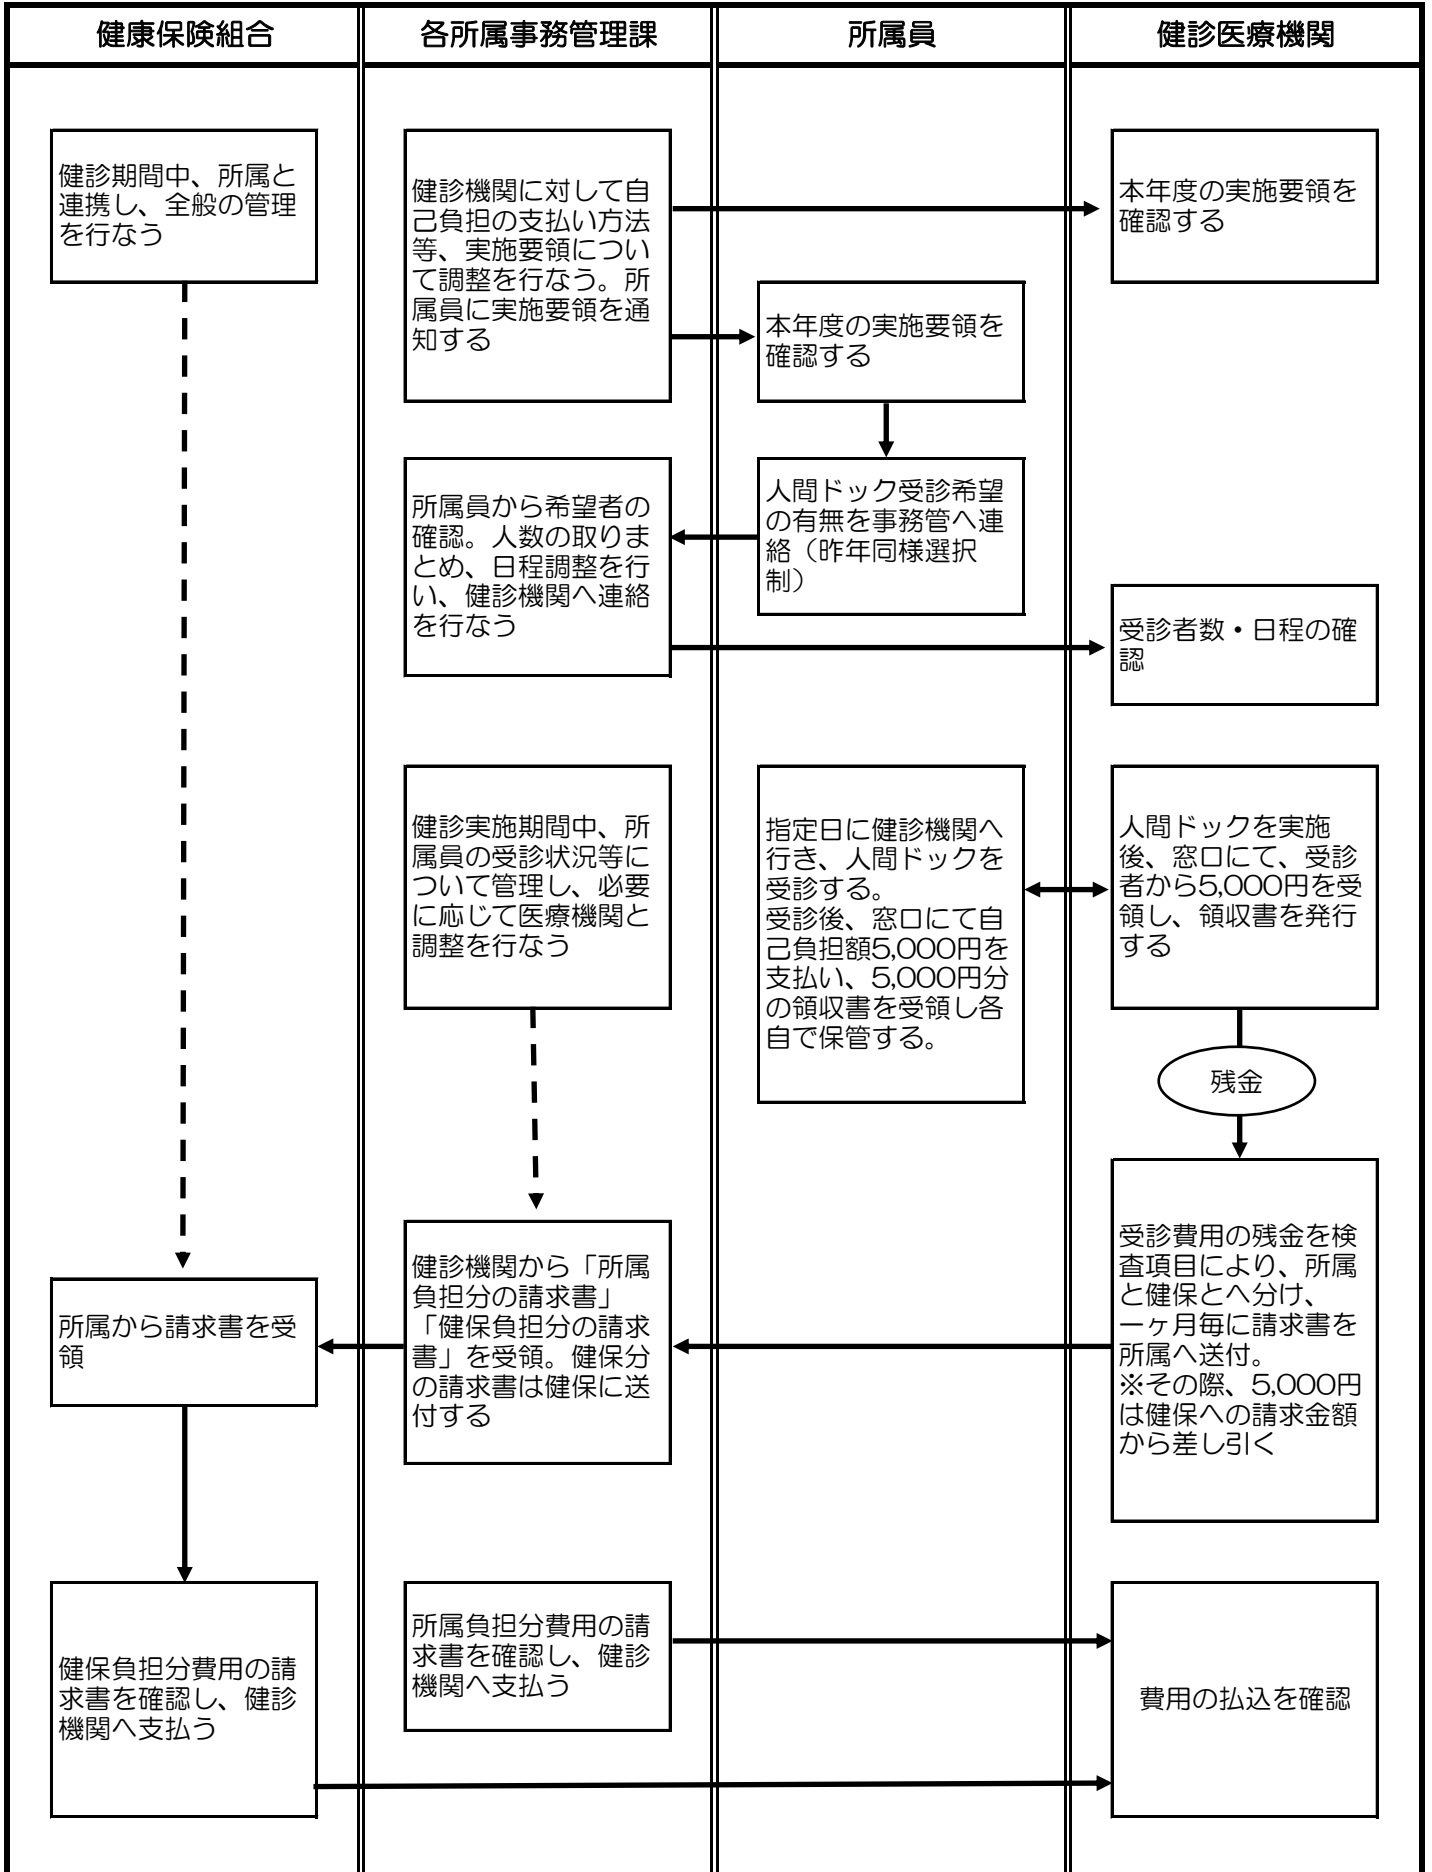 健康保険組合
各所属事務管理課
所属員
健診医療機関
健診期間中、所属と
連携し、全般の管理
を行なう
健診機関に対して自
己負担の支払い方法
等、実施要領につい
て調整を行なう。所
属員に実施要領を通
知する
本年度の実施要領を
確認する
本年度の実施要領を
確認する
所属員から希望者の
確認。人数の取りま
とめ、日程調整を行
い、健診機関へ連絡
を行なう
人間ドック受診希望
の有無を事務管へ連
絡（昨年同様選択
制）
受診者数・日程の確
認
健診実施期間中、所
属員の受診状況等に
ついて管理し、必要
に応じて医療機関と
調整を行なう
指定日に健診機関へ
行き、人間ドックを
受診する。
受診後、窓口にて自
己負担額5,000円を
支払い、5,000円分
の領収書を受領し各
自で保管する。
人間ドックを実施
後、窓口にて、受診
者から5,000円を受
領し、領収書を発行
する
残金
所属から請求書を受
領
健診機関から「所属
負担分の請求書」
「健保負担分の請求
書」を受領。健保分
の請求書は健保に送
付する
受診費用の残金を検
査項目により、所属
と健保とへ分け、
一ヶ月毎に請求書を
所属へ送付。
※その際、5,000円
は健保への請求金額
から差し引く
健保負担分費用の請
求書を確認し、健診
機関へ支払う
所属負担分費用の請
求書を確認し、健診
機関へ支払う
費用の払込を確認